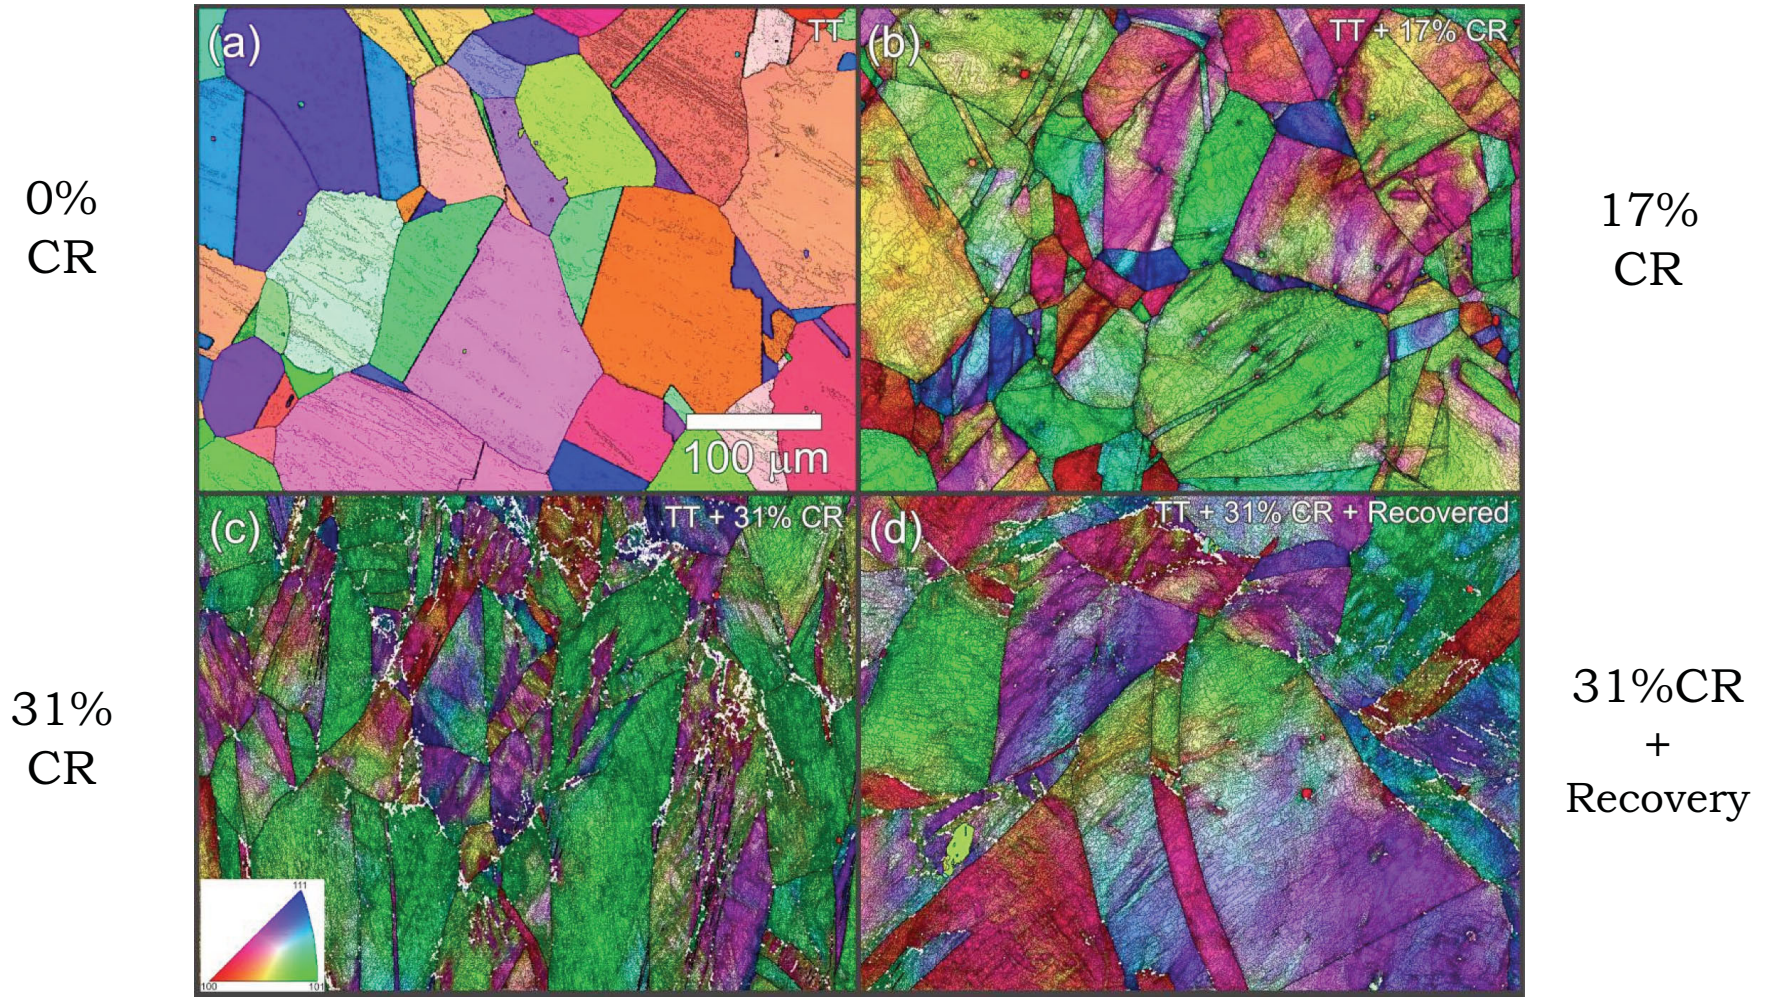 0%
CR
(a)
TT
100 μm
(b)
TT + 17% CR
17%
CR
31%
CR
(c)
TT + 31% CR
111
100
101
(d)
TT + 31% CR + Recovered
31%CR
+
Recovery